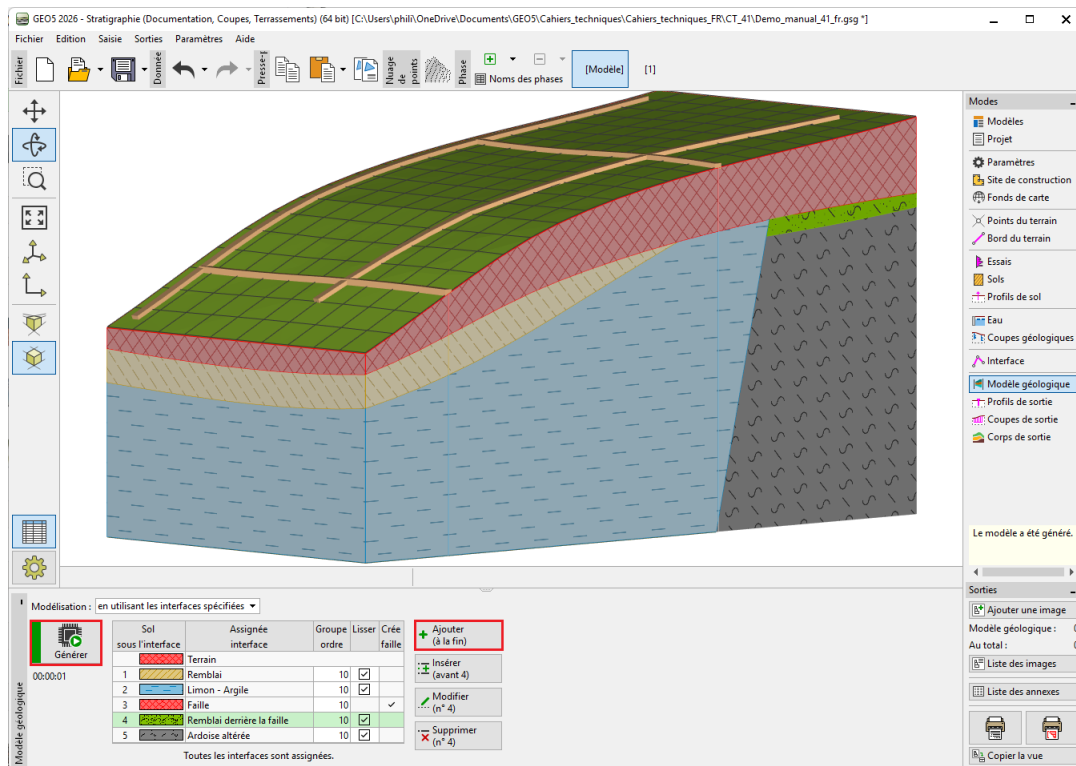 GEO5 2026 - Stratigraphie (Documentation, Coupes, Terrassements) (64 bit) [C:\Users\phili\OneDrive\Documents\GEO5\Cahiers_techniques\Cahiers_techniques_FR\CT_41\Demo_manual_41_fr.gsg *]
Fichier Edition Saisie Sorties Paramètres Aide
Fichier
Donnée
Presse-p
Nuage de points
Phase
Noms des phases
[Modèle]
[1]
Modes
Modèles
Projet
Paramètres
Site de construction
Fonds de carte
Points du terrain
Bord du terrain
Essais
Sols
Profils de sol
Eau
Coupes géologiques
Interface
Modèle géologique
Profils de sortie
Coupes de sortie
Corps de sortie
Le modèle a été généré.
Sorties
Ajouter une image
Modèle géologique : 0
Au total : 0
Liste des images
Liste des annexes
Copier la vue
Modèle géologique
Modélisation : en utilisant les interfaces spécifiées
Générer
00:00:01
Sol sous l'interface Assignée interface Groupe ordre Lisser Crée faille
Terrain
1 Remblai 10
2 Limon - Argile 10
3 Faille 10
4 Remblai derrière la faille 10
5 Ardoise altérée 10
Toutes les interfaces sont assignées.
Ajouter
(à la fin)
Insérer
(avant 4)
Modifier
(n° 4)
Supprimer
(n° 4)